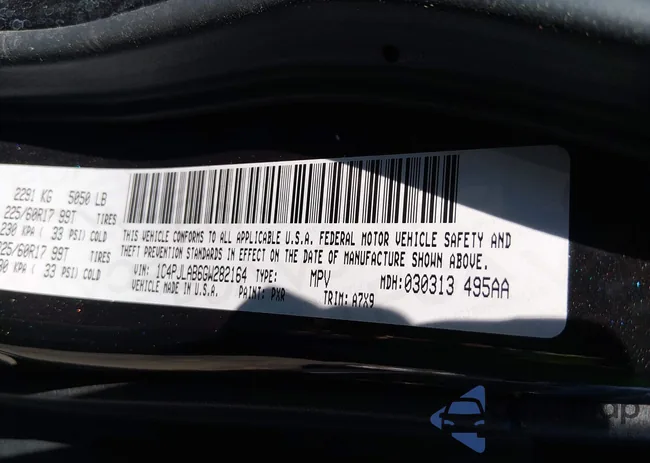 2291 KG 5050 LB
225/60R17 99T TIRES
230 KPA ( 33 PSI) COLD
225/60R17 99T TIRES
230 KPA ( 33 PSI) COLD
THIS VEHICLE CONFORMS TO ALL APPLICABLE U.S.A. FEDERAL MOTOR VEHICLE SAFETY AND
THEFT PREVENTION STANDARDS IN EFFECT ON THE DATE OF MANUFACTURE SHOWN ABOVE.
VIN: 1C4PJLAB6GW282164 TYPE: MPV MDH: 030313 495AA
VEHICLE MADE IN U.S.A. PAINT: PXR TRIM: A7X9